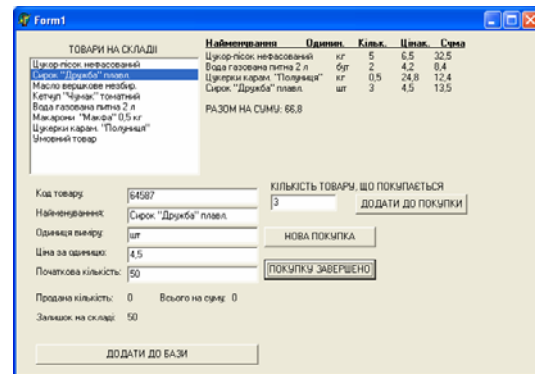 Form1
ТОВАРИ НА СКЛАДІ
Цукор-пісок нефасований
Сирок "Дружба" плавл.
Масло вершкове незбир.
Кетчуп "Чумак" томатний
Вода газована питна 2 л
Макарони "Макфа" 0,5 кг
Цукерки карам. "Полуниця"
Умовний товар
Найменування Одинин. Кільк. Цінак. Сума
Цукор-пісок нефасований кг 5 6,5 32,5
Вода газована питна 2 л бут 2 4,2 8,4
Цукерки карам. "Полуниця" кг 0,5 24,8 12,4
Сирок "Дружба" плавл. шт 3 4,5 13,5
РАЗОМ НА СУМУ: 66,8
Код товару: 64587
Найменування: Сирок "Дружба" плавл.
Одиниця виміру: шт
Ціна за одиницю: 4,5
Початкова кількість: 50
КІЛЬКІСТЬ ТОВАРУ, ЩО ПОКУПАЄТЬСЯ
3 ДОДАТИ ДО ПОКУПКИ
НОВА ПОКУПКА
ПОКУПКУ ЗАВЕРШЕНО
Продана кількість: 0 Всього на суму: 0
Залишок на складі: 50
ДОДАТИ ДО БАЗИ